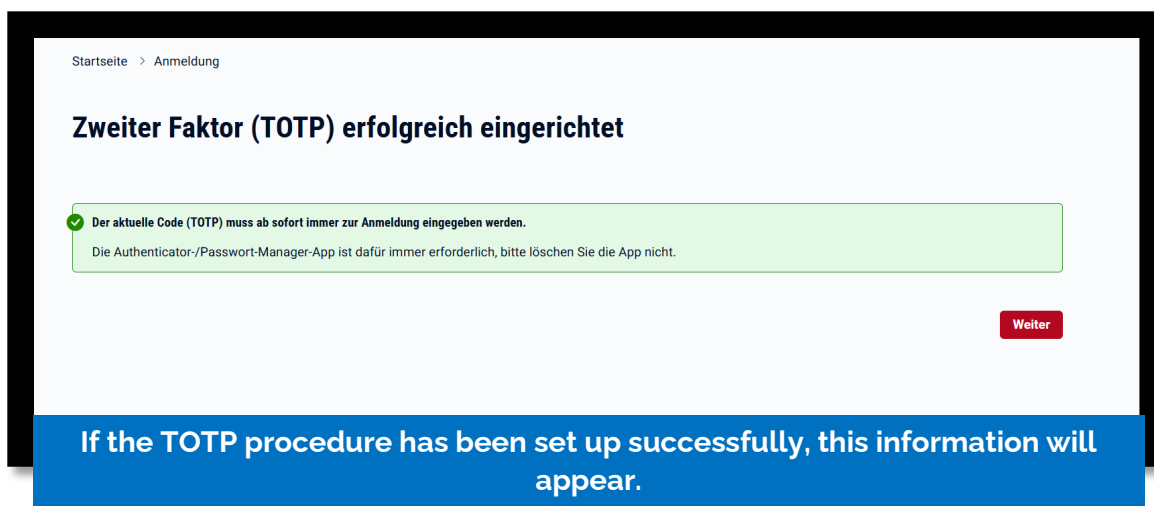 Startseite > Anmeldung
Zweiter Faktor (TOTP) erfolgreich eingerichtet
Der aktuelle Code (TOTP) muss ab sofort immer zur Anmeldung eingegeben werden.
Die Authenticator-/Passwort-Manager-App ist dafür immer erforderlich, bitte löschen Sie die App nicht.
Weiter
If the TOTP procedure has been set up successfully, this information will
appear.